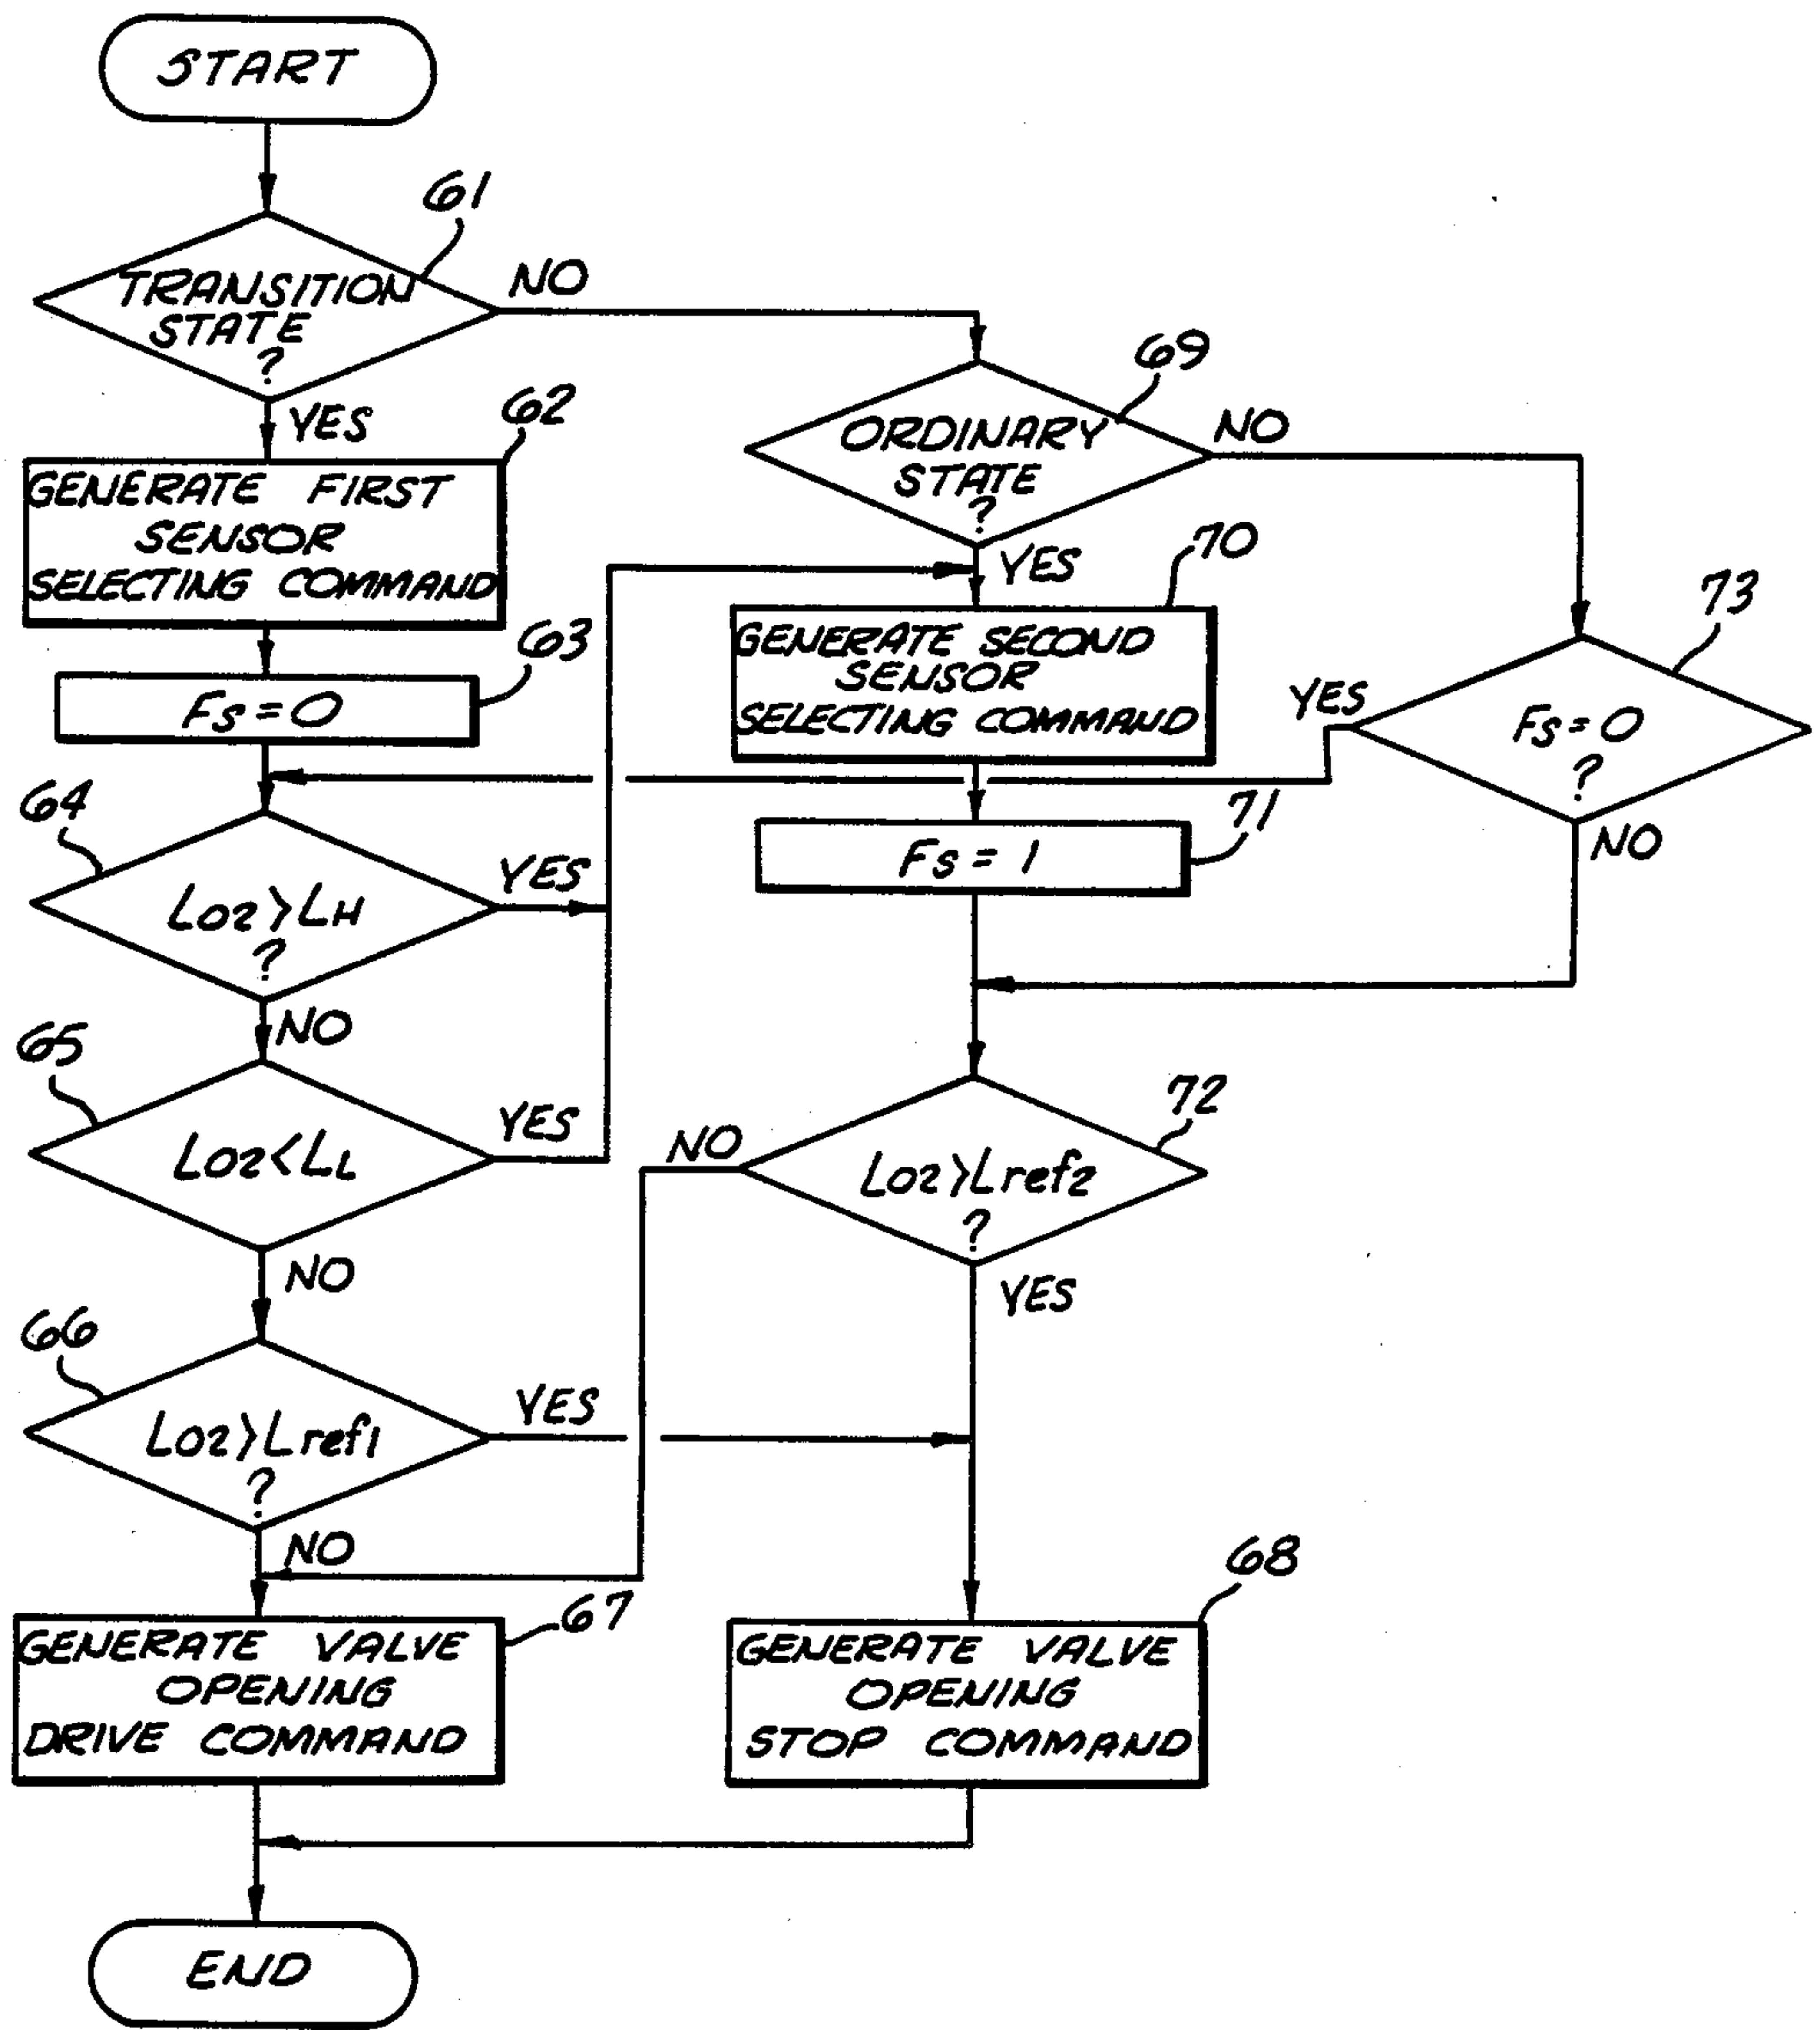 START
61
TRANSITION
STATE
?
NO
YES
62
GENERATE FIRST
SENSOR
SELECTING COMMAND
63
Fs=0
64
LO2>LH
?
YES
NO
65
LO2<LL
YES
NO
66
LO2>Lref1
?
YES
NO
67
GENERATE VALVE
OPENING
DRIVE COMMAND
END
69
ORDINARY
STATE
?
NO
YES
70
GENERATE SECOND
SENSOR
SELECTING COMMAND
71
Fs=1
72
LO2>Lref2
?
NO
YES
68
GENERATE VALVE
OPENING
STOP COMMAND
73
Fs=0
?
YES
NO